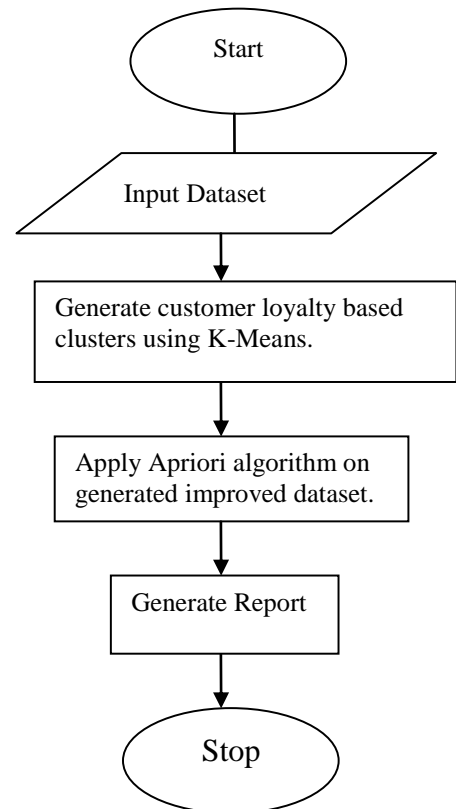 Start
Input Dataset
Generate customer loyalty based
clusters using K-Means.
Apply Apriori algorithm on
generated improved dataset.
Generate Report
Stop